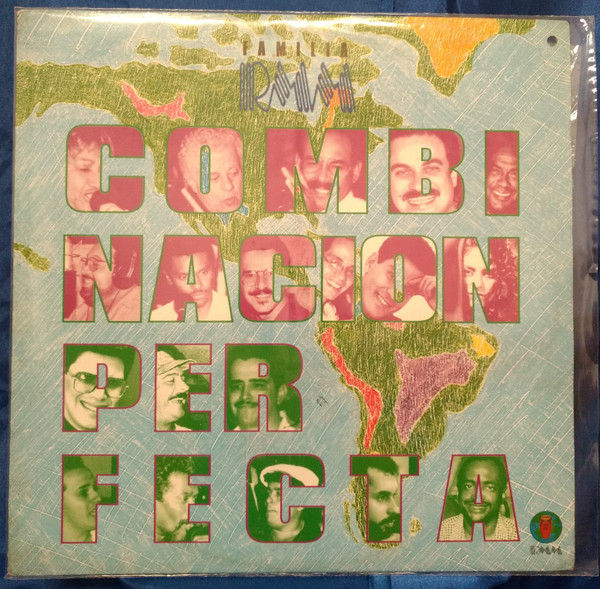 FAMILIA
RMM
COMBI
NACION
PER
FECTA
RMM